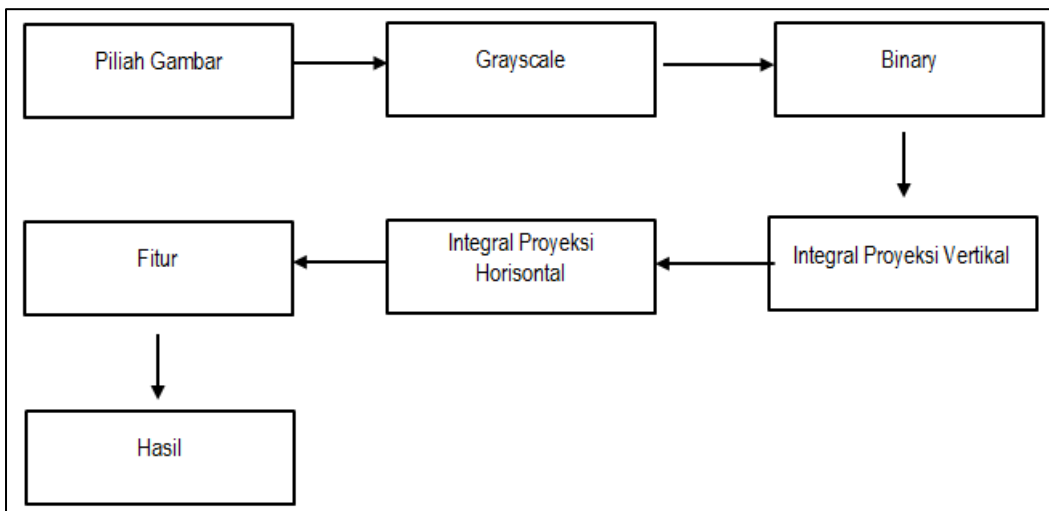 Piliah Gambar
Grayscale
Binary
Integral Proyeksi Vertikal
Integral Proyeksi
Horisontal
Fitur
Hasil